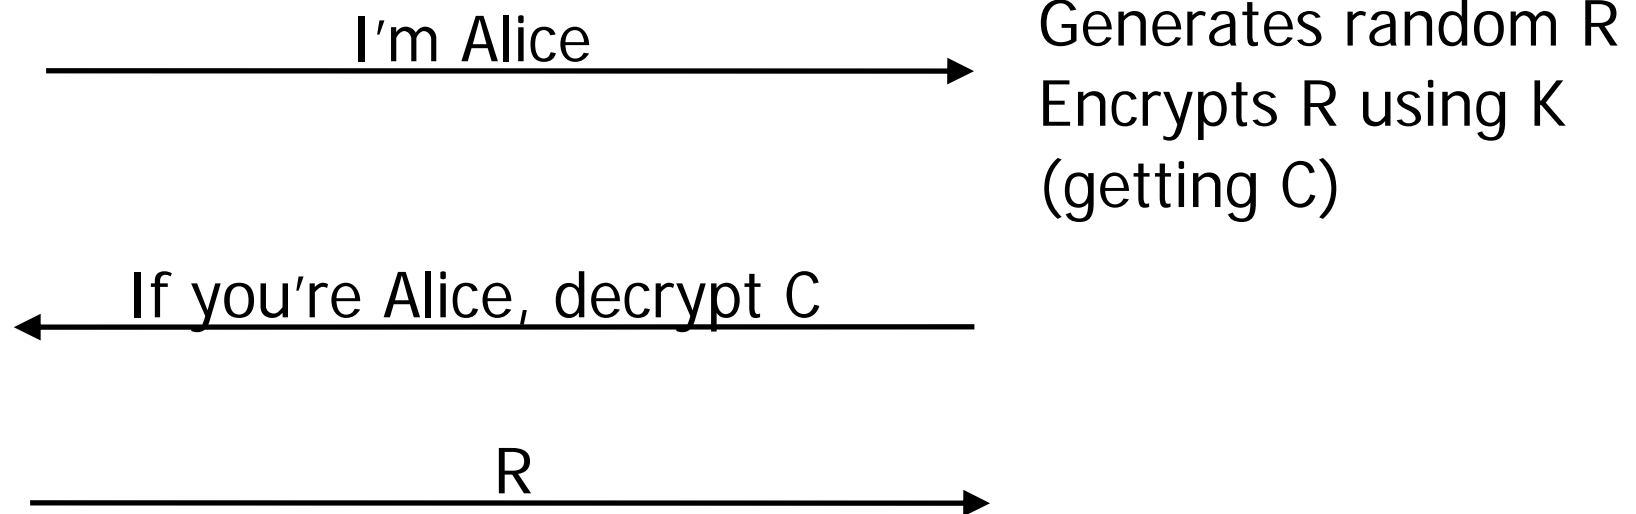 I'm Alice
Generates random R
Encrypts R using K
(getting C)
If you're Alice, decrypt C
R